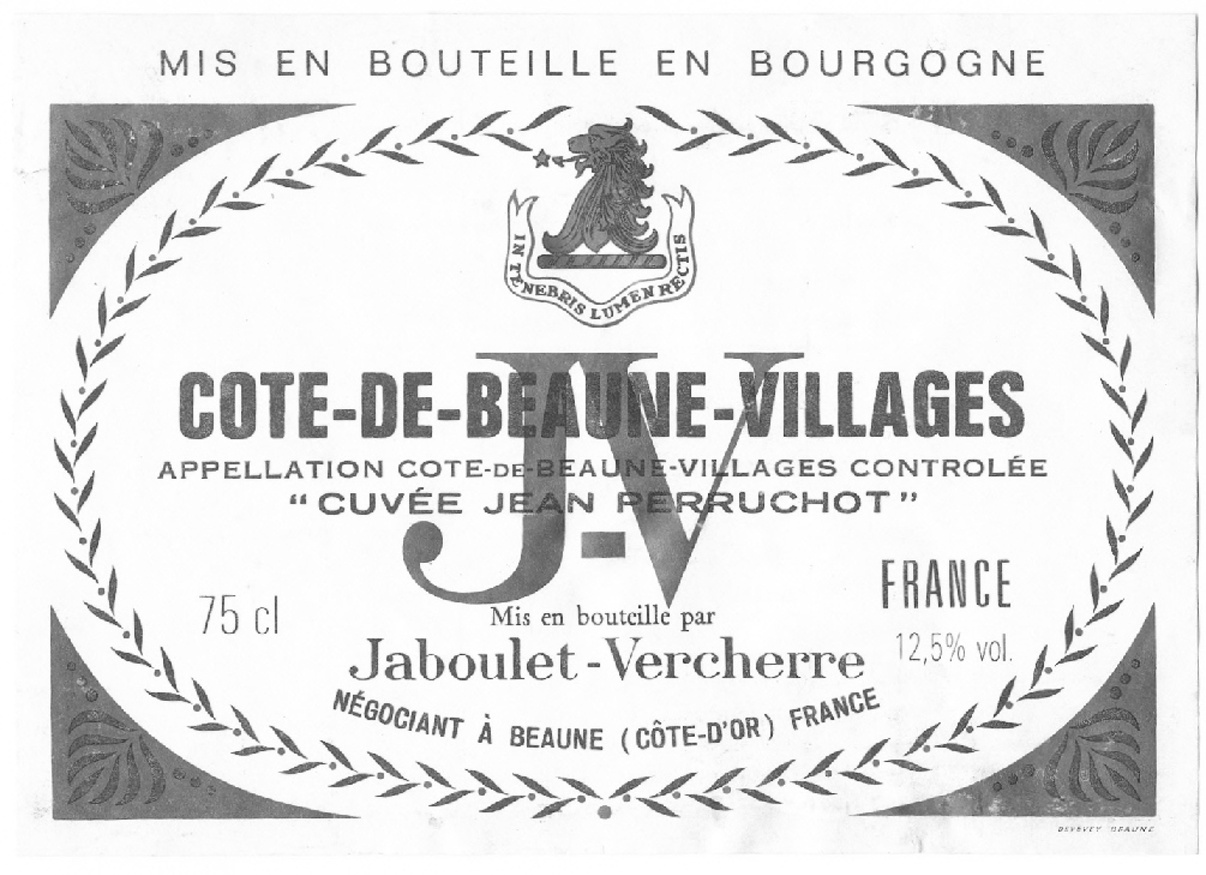 MIS EN BOUTEILLE EN BOURGOGNE
IN TENEBRIS LUMEN RECTIS
J-V
COTE-DE-BEAUNE-VILLAGES
APPELLATION COTE-DE-BEAUNE-VILLAGES CONTROLÉE
“CUVÉE JEAN PERRUCHOT”
75 cl
FRANCE
12,5% vol.
Mis en bouteille par
Jaboulet-Vercherre
NÉGOCIANT À BEAUNE (CÔTE-D'OR) FRANCE
DEVEVEY BEAUNE